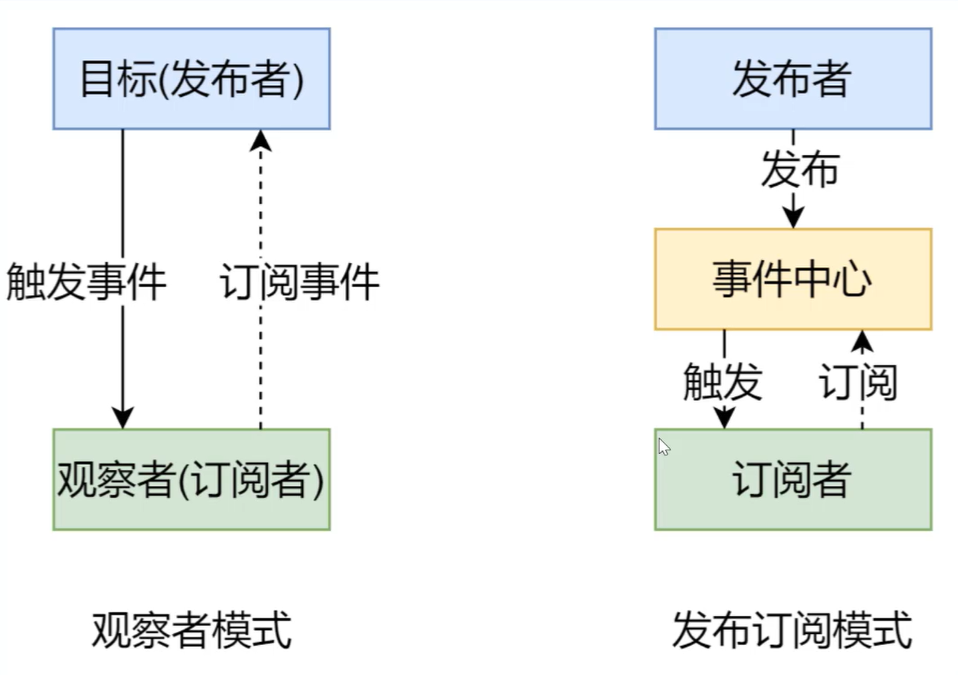 目标(发布者)
发布者
发布
触发事件
订阅事件
事件中心
触发
订阅
观察者(订阅者)
订阅者
观察者模式
发布订阅模式